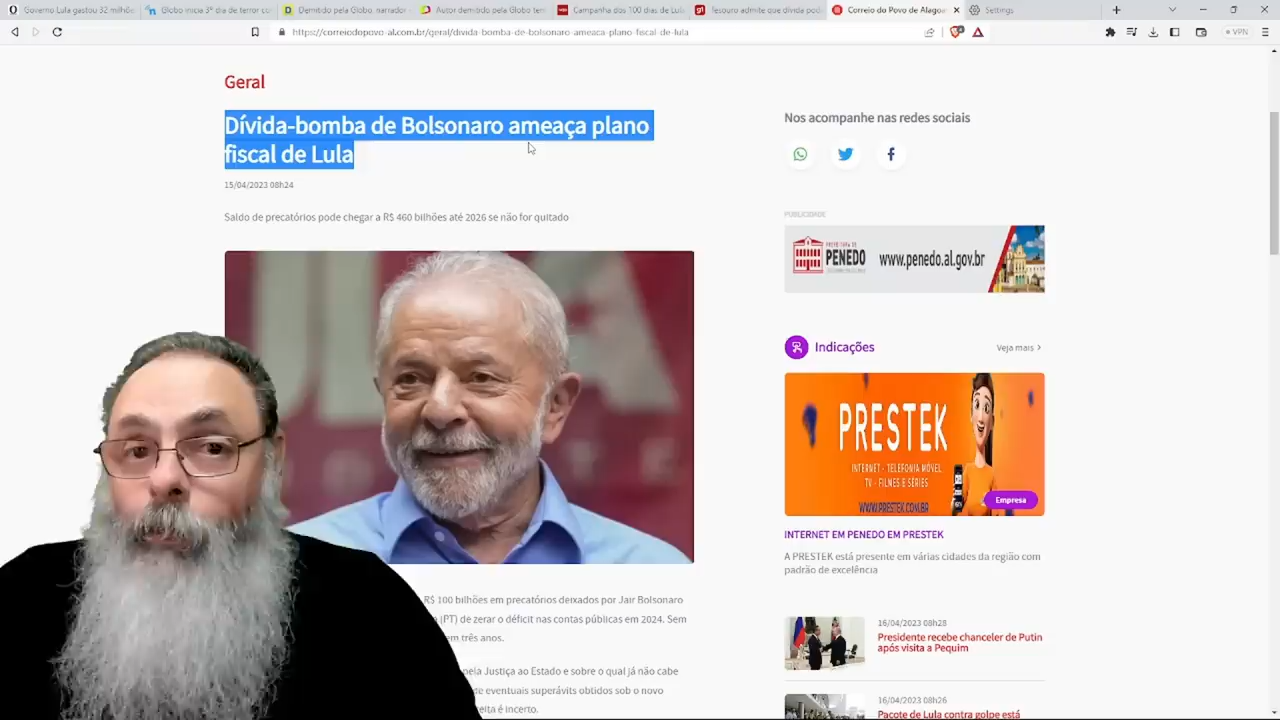 Governo Lula gastou 32 milhõe
Globo inicia 3º dia de terror co
Demitido pela Globo, narrador
Autor demitido pela Globo tem
Campanha dos 100 dias de Lula
Tesouro admite que dívida pod
Correio do Povo de Alagoa
Settings
https://correiodopovo-al.com.br/geral/divida-bomba-de-bolsonaro-ameaca-plano-fiscal-de-lula
VPN
Geral
Dívida-bomba de Bolsonaro ameaça plano
fiscal de Lula
15/04/2023 08h24
Saldo de precatórios pode chegar a R$ 460 bilhões até 2026 se não for quitado
R$ 100 bilhões em precatórios deixados por Jair Bolsonaro
(PT) de zerar o déficit nas contas públicas em 2024. Sem
em três anos.
pela Justiça ao Estado e sobre o qual já não cabe
eventuais superávits obtidos sob o novo
é incerto.
Nos acompanhe nas redes sociais
PUBLICIDADE
PREFEITURA DE
PENEDO
www.penedo.al.gov.br
Indicações
Veja mais >
PRESTEK
INTERNET - TELEFONIA MÓVEL
TV - FILMES E SÉRIES
WWW.PRESTEK.COM.BR
Empresa
INTERNET EM PENEDO EM PRESTEK
A PRESTEK está presente em várias cidades da região com
padrão de excelência
16/04/2023 08h28
Presidente recebe chanceler de Putin
após visita a Pequim
16/04/2023 08h26
Pacote de Lula contra golpe está